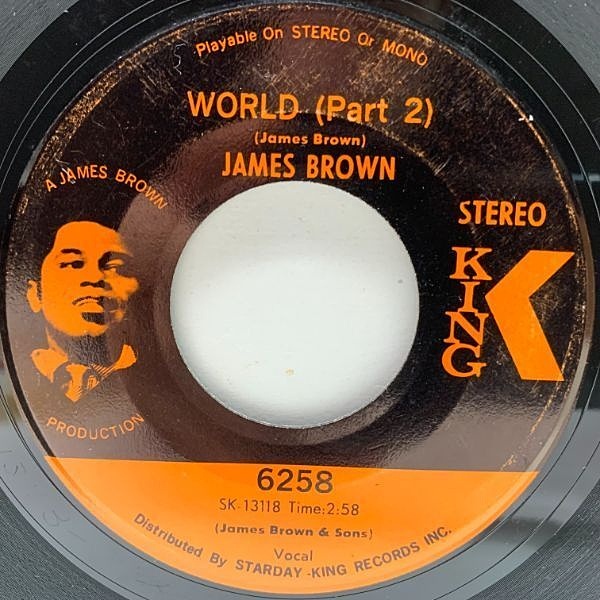 Playable On STEREO Or MONO
WORLD (Part 2)
(James Brown)
JAMES BROWN
A JAMES BROWN
PRODUCTION
STEREO
KING
6258
SK-13118 Time:2:58
(James Brown & Sons)
Vocal
Distributed By STARDAY-KING RECORDS INC.